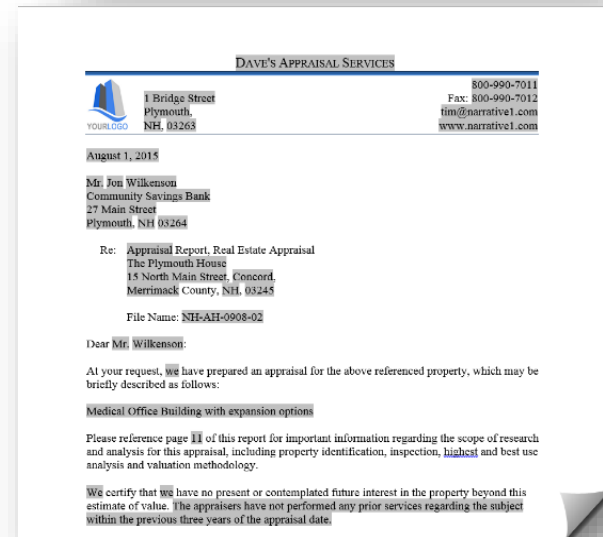 DAVE'S APPRAISAL SERVICES
800-990-7011
1 Bridge Street
Fax: 800-990-7012
Plymouth,
tim@narrative1.com
YOURLOGO
NH, 03263
www.narrative1.com
August 1, 2015
Mr. Jon Wilkenson
Community Savings Bank
27 Main Street
Plymouth, NH 03264
Re: Appraisal Report, Real Estate Appraisal
The Plymouth House
15 North Main Street, Concord,
Merrimack County, NH, 03245
File Name: NH-AH-0908-02
Dear Mr. Wilkenson:
At your request, we have prepared an appraisal for the above referenced property, which may be
briefly described as follows:
Medical Office Building with expansion options
Please reference page 11 of this report for important information regarding the scope of research
and analysis for this appraisal, including property identification, inspection, highest and best use
analysis and valuation methodology.
We certify that we have no present or contemplated future interest in the property beyond this
estimate of value. The appraisers have not performed any prior services regarding the subject
within the previous three years of the appraisal date.